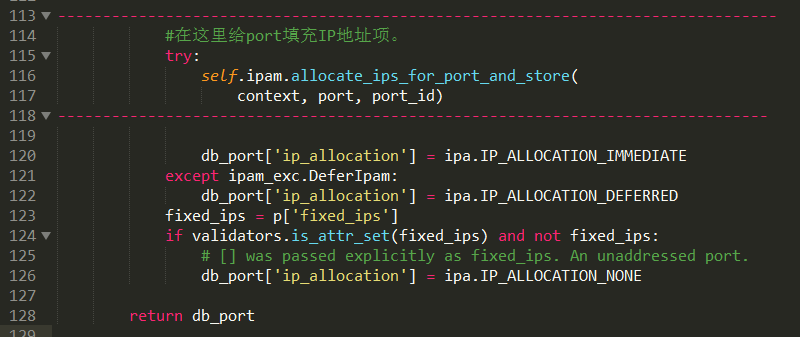 113 ------------------------------------------------------------------------------
114 #在这里给port填充IP地址项。
115 try:
116 self.ipam.allocate_ips_for_port_and_store(
117 context, port, port_id)
118 -----------------------------------------------------------------------------
119
120 db_port['ip_allocation'] = ipa.IP_ALLOCATION_IMMEDIATE
121 except ipam_exc.DeferIpam:
122 db_port['ip_allocation'] = ipa.IP_ALLOCATION_DEFERRED
123 fixed_ips = p['fixed_ips']
124 if validators.is_attr_set(fixed_ips) and not fixed_ips:
125 # [] was passed explicitly as fixed_ips. An unaddressed port.
126 db_port['ip_allocation'] = ipa.IP_ALLOCATION_NONE
127
128 return db_port